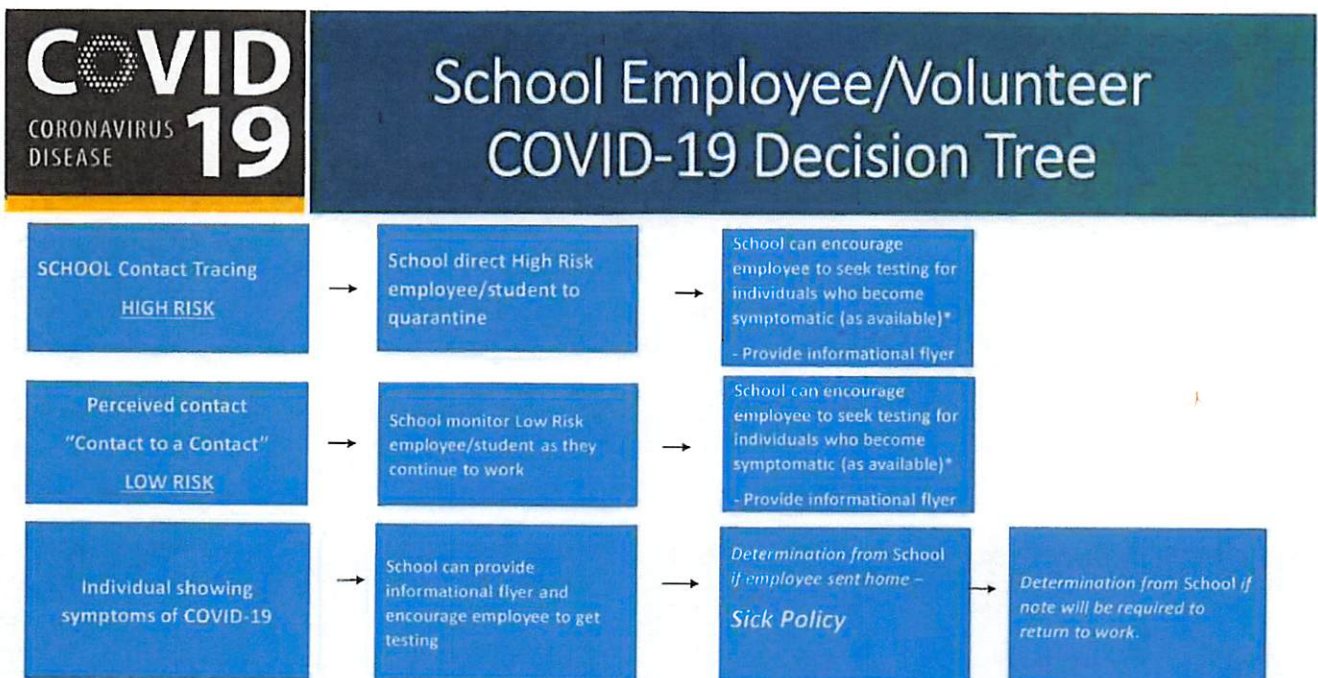 COVID
CORONAVIRUS
DISEASE
19
School Employee/Volunteer
COVID-19 Decision Tree
SCHOOL Contact Tracing
HIGH RISK
School direct High Risk
employee/student to
quarantine
School can encourage
employee to seek testing for
individuals who become
symptomatic (as available)*
- Provide informational flyer
Perceived contact
"Contact to a Contact"
LOW RISK
School monitor Low Risk
employee/student as they
continue to work
School can encourage
employee to seek testing for
individuals who become
symptomatic (as available)*
- Provide informational flyer
Individual showing
symptoms of COVID-19
School can provide
informational flyer and
encourage employee to get
testing
Determination from School
if employee sent home –
Sick Policy
Determination from School if
note will be required to
return to work.